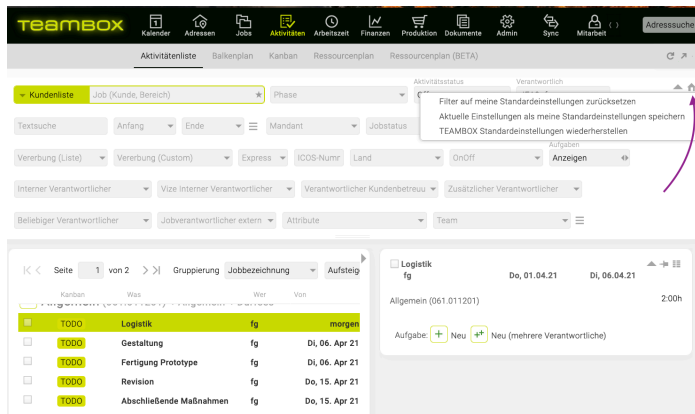 TEAMBOX
Kalender Adressen Jobs Aktivitäten Arbeitszeit Finanzen Produktion Dokumente Admin Sync Mitarbeit Adresssuche
Aktivitätenliste Balkenplan Kanban Ressourcenplan Ressourcenplan (BETA)
Aktivitätsstatus Verantwortlich
Kundenliste Job (Kunde, Bereich) Phase
Filter auf meine Standardeinstellungen zurücksetzen
Aktuelle Einstellungen als meine Standardeinstellungen speichern
TEAMBOX Standardeinstellungen wiederherstellen
Textsuche Anfang Ende Mandant Jobstatus
Aufgaben
Vererbung (Liste) Vererbung (Custom) Express ICOS-Numr Land OnOff Anzeigen
Interner Verantwortlicher Vize Interner Verantwortlicher Verantwortlicher Kundenbetreuu Zusätzlicher Verantwortlicher
Beliebiger Verantwortlicher Jobverantwortlicher extern Attribute Team
Seite 1 von 2 Gruppierung Jobbezeichnung Aufsteig
Kanban Was Wer Von
TODO Logistik fg morgen
TODO Gestaltung fg Di, 06. Apr 21
TODO Fertigung Prototype fg Di, 06. Apr 21
TODO Revision fg Do, 15. Apr 21
TODO Abschließende Maßnahmen fg Do, 15. Apr 21
Logistik
fg Do, 01.04.21 Di, 06.04.21
Allgemein (061.011201) 2:00h
Aufgabe: Neu Neu (mehrere Verantwortliche)